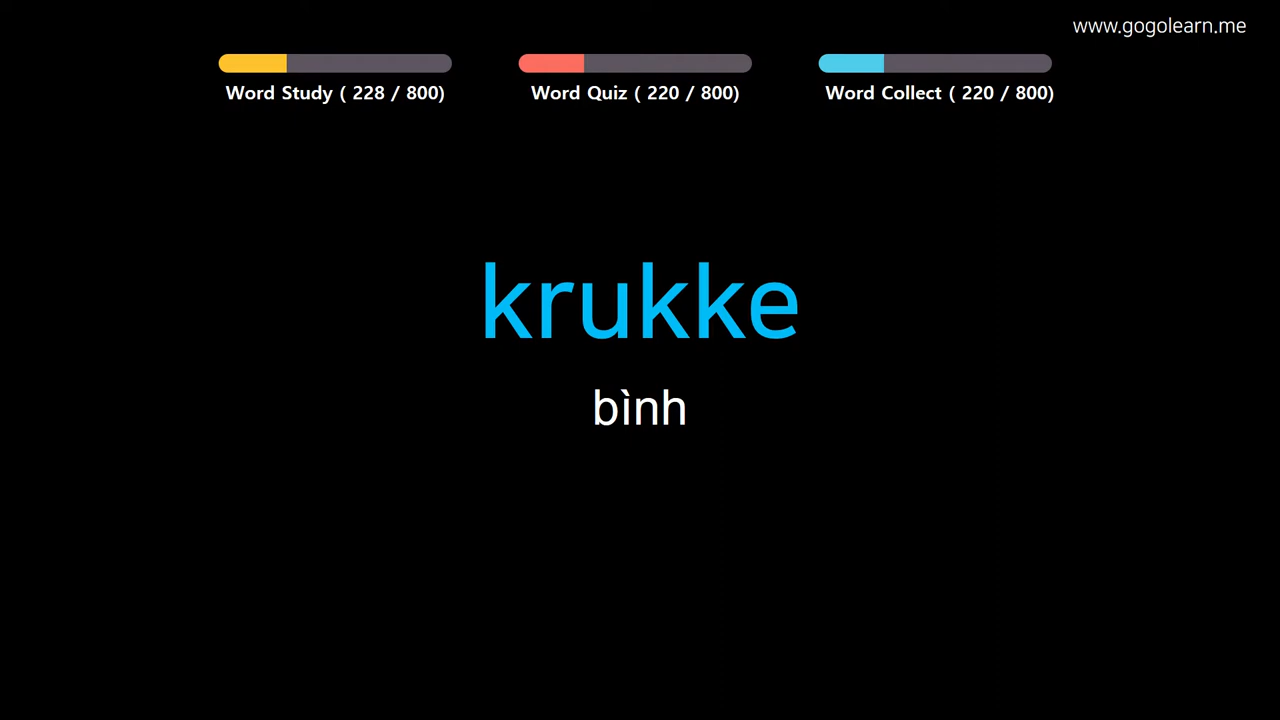 www.gogolearn.me
Word Study ( 228 / 800)
Word Quiz ( 220 / 800)
Word Collect ( 220 / 800)
krukke
bình